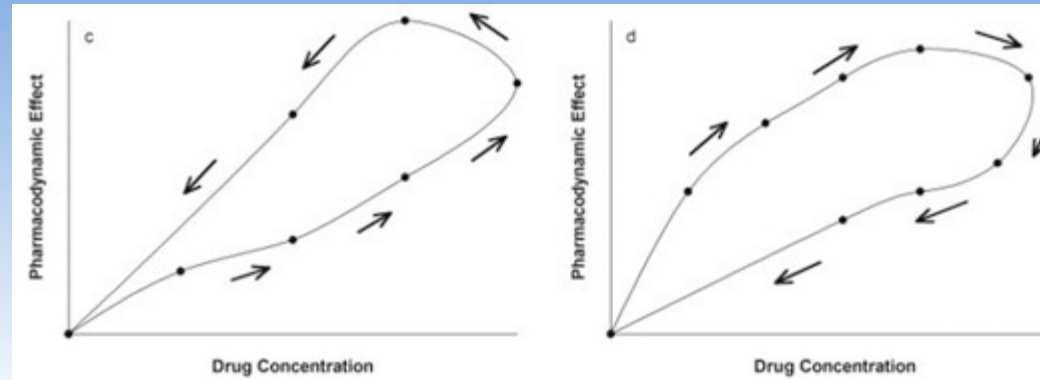 c
Pharmacodynamic Effect
Drug Concentration
d
Pharmacodynamic Effect
Drug Concentration